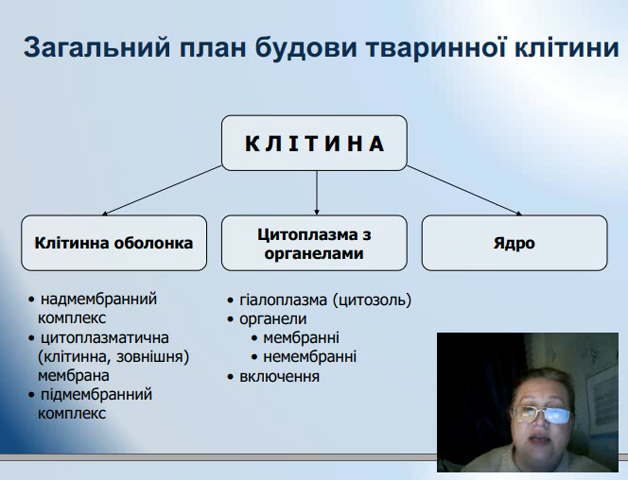 Загальний план будови тваринної клітини
К Л І Т И Н А
Клітинна оболонка
Цитоплазма з
органелами
Ядро
• надмембранний
комплекс
• цитоплазматична
(клітинна, зовнішня)
мембрана
• підмембранний
комплекс
• гіалоплазма (цитозоль)
• органели
• мембранні
• немембранні
• включення